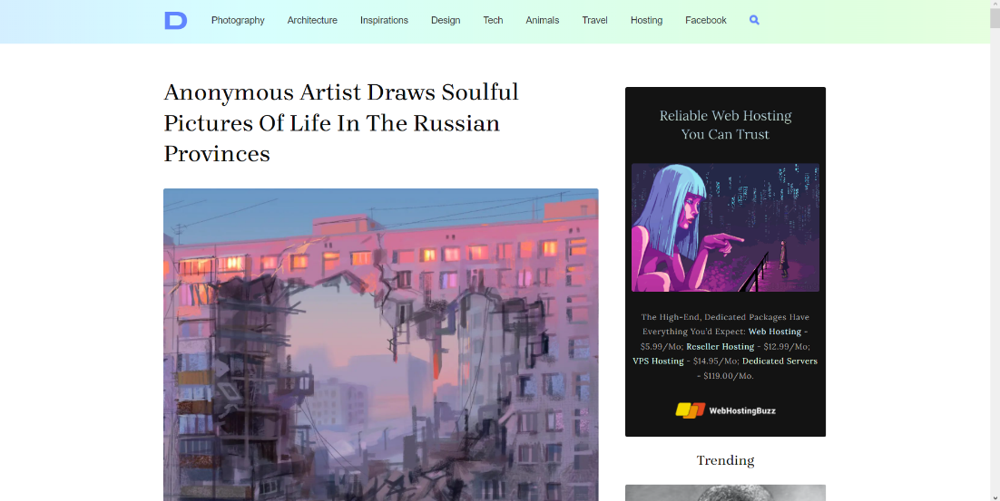 D Photography Architecture Inspirations Design Tech Animals Travel Hosting Facebook
Anonymous Artist Draws Soulful
Pictures Of Life In The Russian
Provinces
Reliable Web Hosting
You Can Trust
The High-End, Dedicated Packages Have
Everything You'd Expect: Web Hosting -
$5.99/Mo; Reseller Hosting - $12.99/Mo;
VPS Hosting - $14.95/Mo; Dedicated Servers
- $119.00/Mo.
WebHostingBuzz
Trending